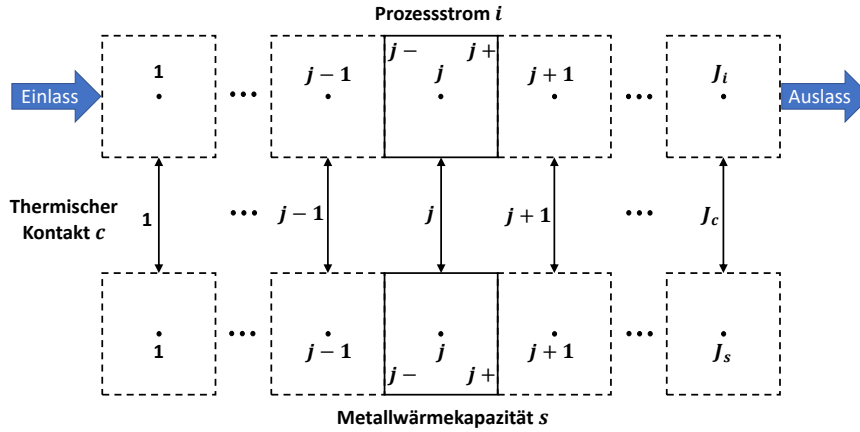 Prozessstrom i
j− j+
1 j − 1 j j + 1 J_i
Einlass ••• ••• Auslass
Thermischer
Kontakt c
1 ••• j − 1 j j + 1 ••• J_c
••• •••
1 j − 1 j j + 1 J_s
j− j+
Metallwärmekapazität s